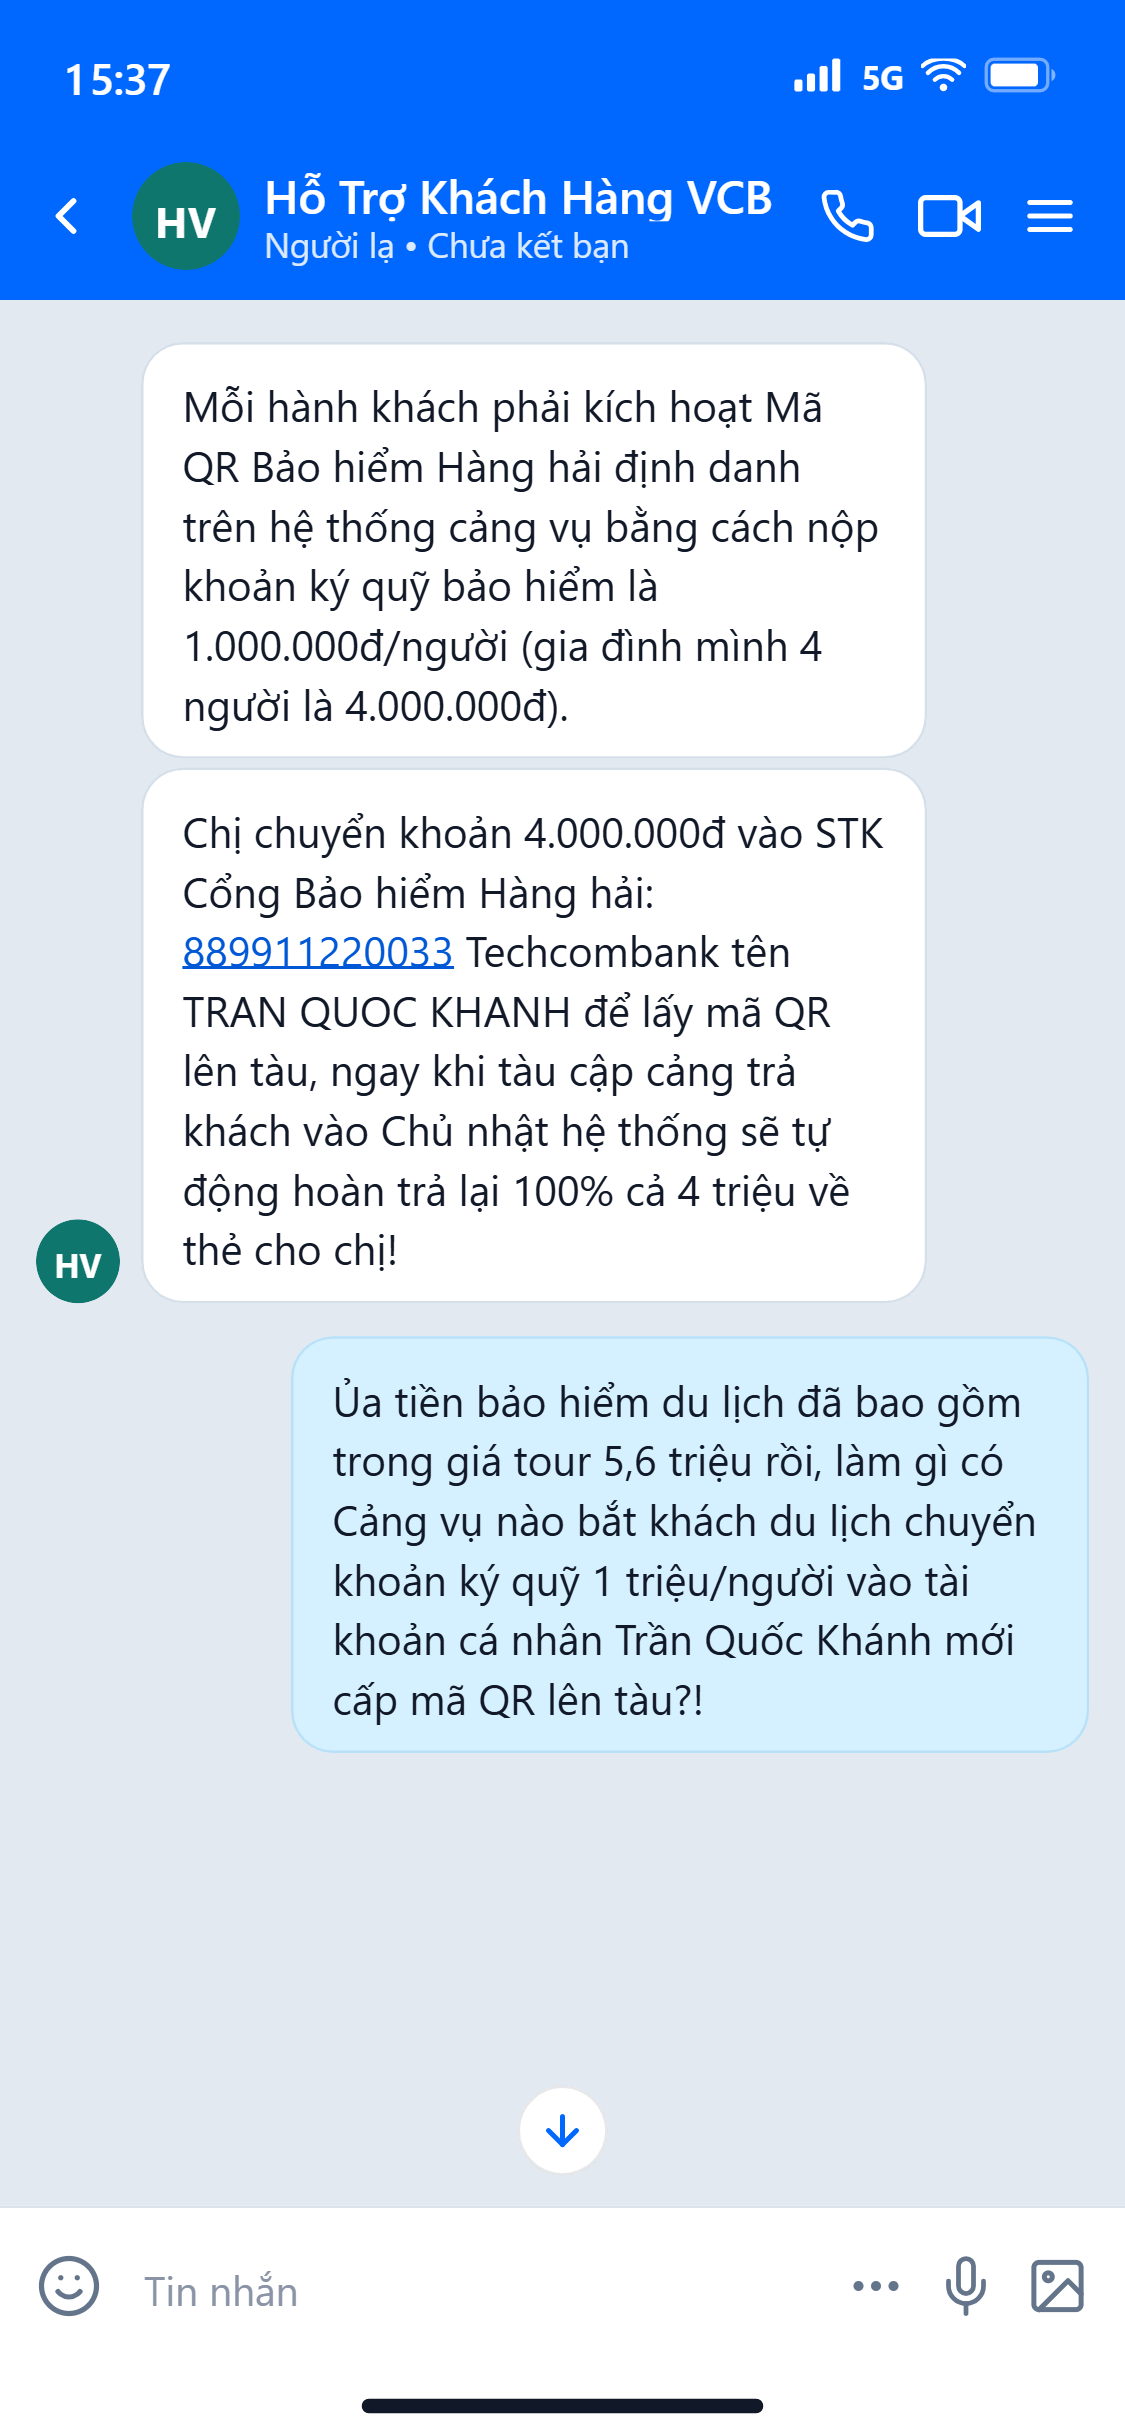 15:37
5G
HV
Hỗ Trợ Khách Hàng VCB
Người lạ • Chưa kết bạn
Mỗi hành khách phải kích hoạt Mã
QR Bảo hiểm Hàng hải định danh
trên hệ thống cảng vụ bằng cách nộp
khoản ký quỹ bảo hiểm là
1.000.000đ/người (gia đình mình 4
người là 4.000.000đ).
Chị chuyển khoản 4.000.000đ vào STK
Cổng Bảo hiểm Hàng hải:
889911220033 Techcombank tên
TRAN QUOC KHANH để lấy mã QR
lên tàu, ngay khi tàu cập cảng trả
khách vào Chủ nhật hệ thống sẽ tự
động hoàn trả lại 100% cả 4 triệu về
thẻ cho chị!
HV
Ủa tiền bảo hiểm du lịch đã bao gồm
trong giá tour 5,6 triệu rồi, làm gì có
Cảng vụ nào bắt khách du lịch chuyển
khoản ký quỹ 1 triệu/người vào tài
khoản cá nhân Trần Quốc Khánh mới
cấp mã QR lên tàu?!
Tin nhắn